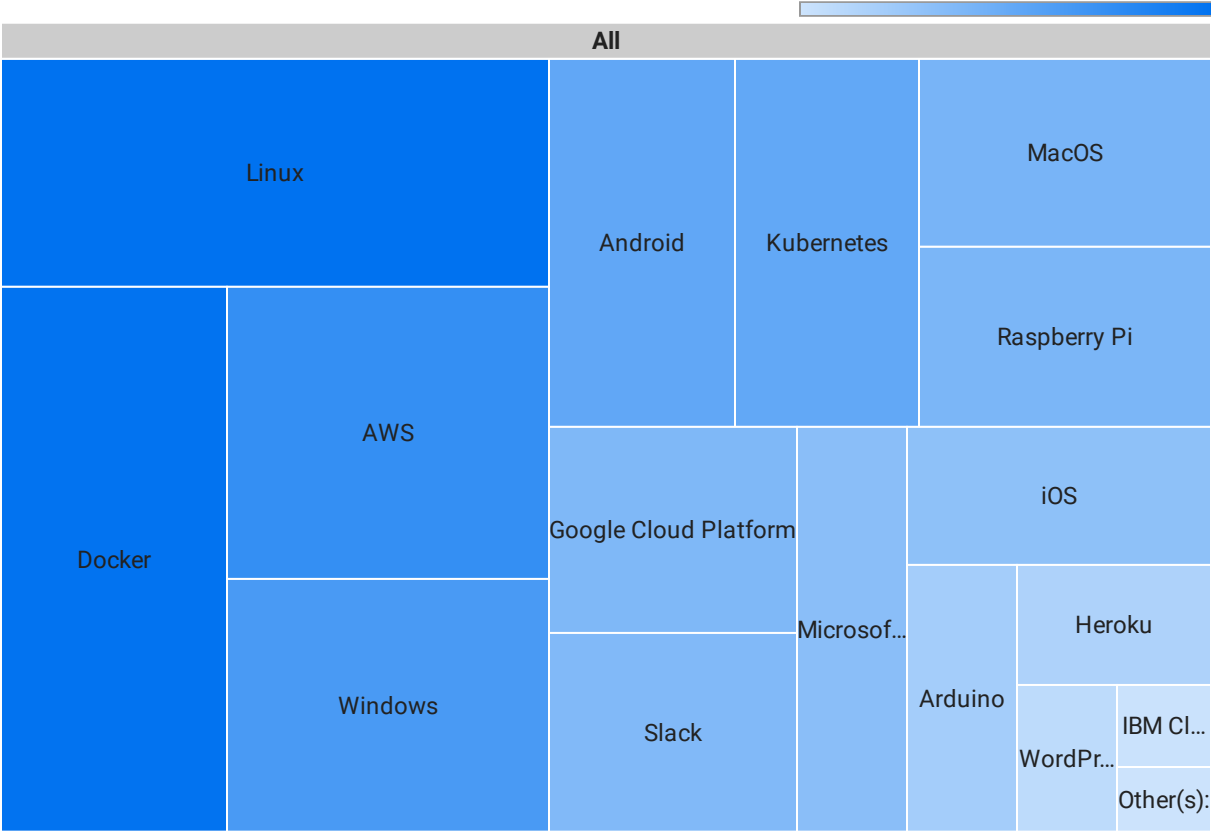 All
Linux
Android
Kubernetes
MacOS
Raspberry Pi
Docker
AWS
Windows
Google Cloud Platform
Slack
Microsof...
iOS
Arduino
Heroku
WordPr...
IBM Cl...
Other(s):